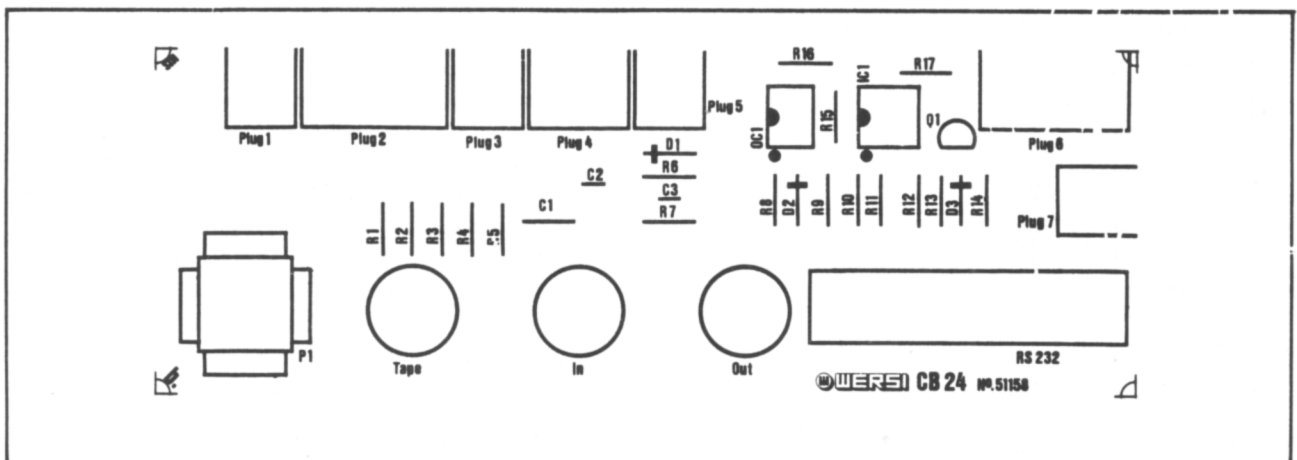 R16
IC1
R17
Plug 1
Plug 2
Plug 3
Plug 4
Plug 5
OC1
R15
Q1
Plug 6
D1
R6
C2
C3
R7
C1
R8
D2
R9
R10
R11
R12
R13
D3
R14
Plug 7
R1
R2
R3
R4
P1
Tape
In
Out
RS 232
WERSI CB 24 No. 51158